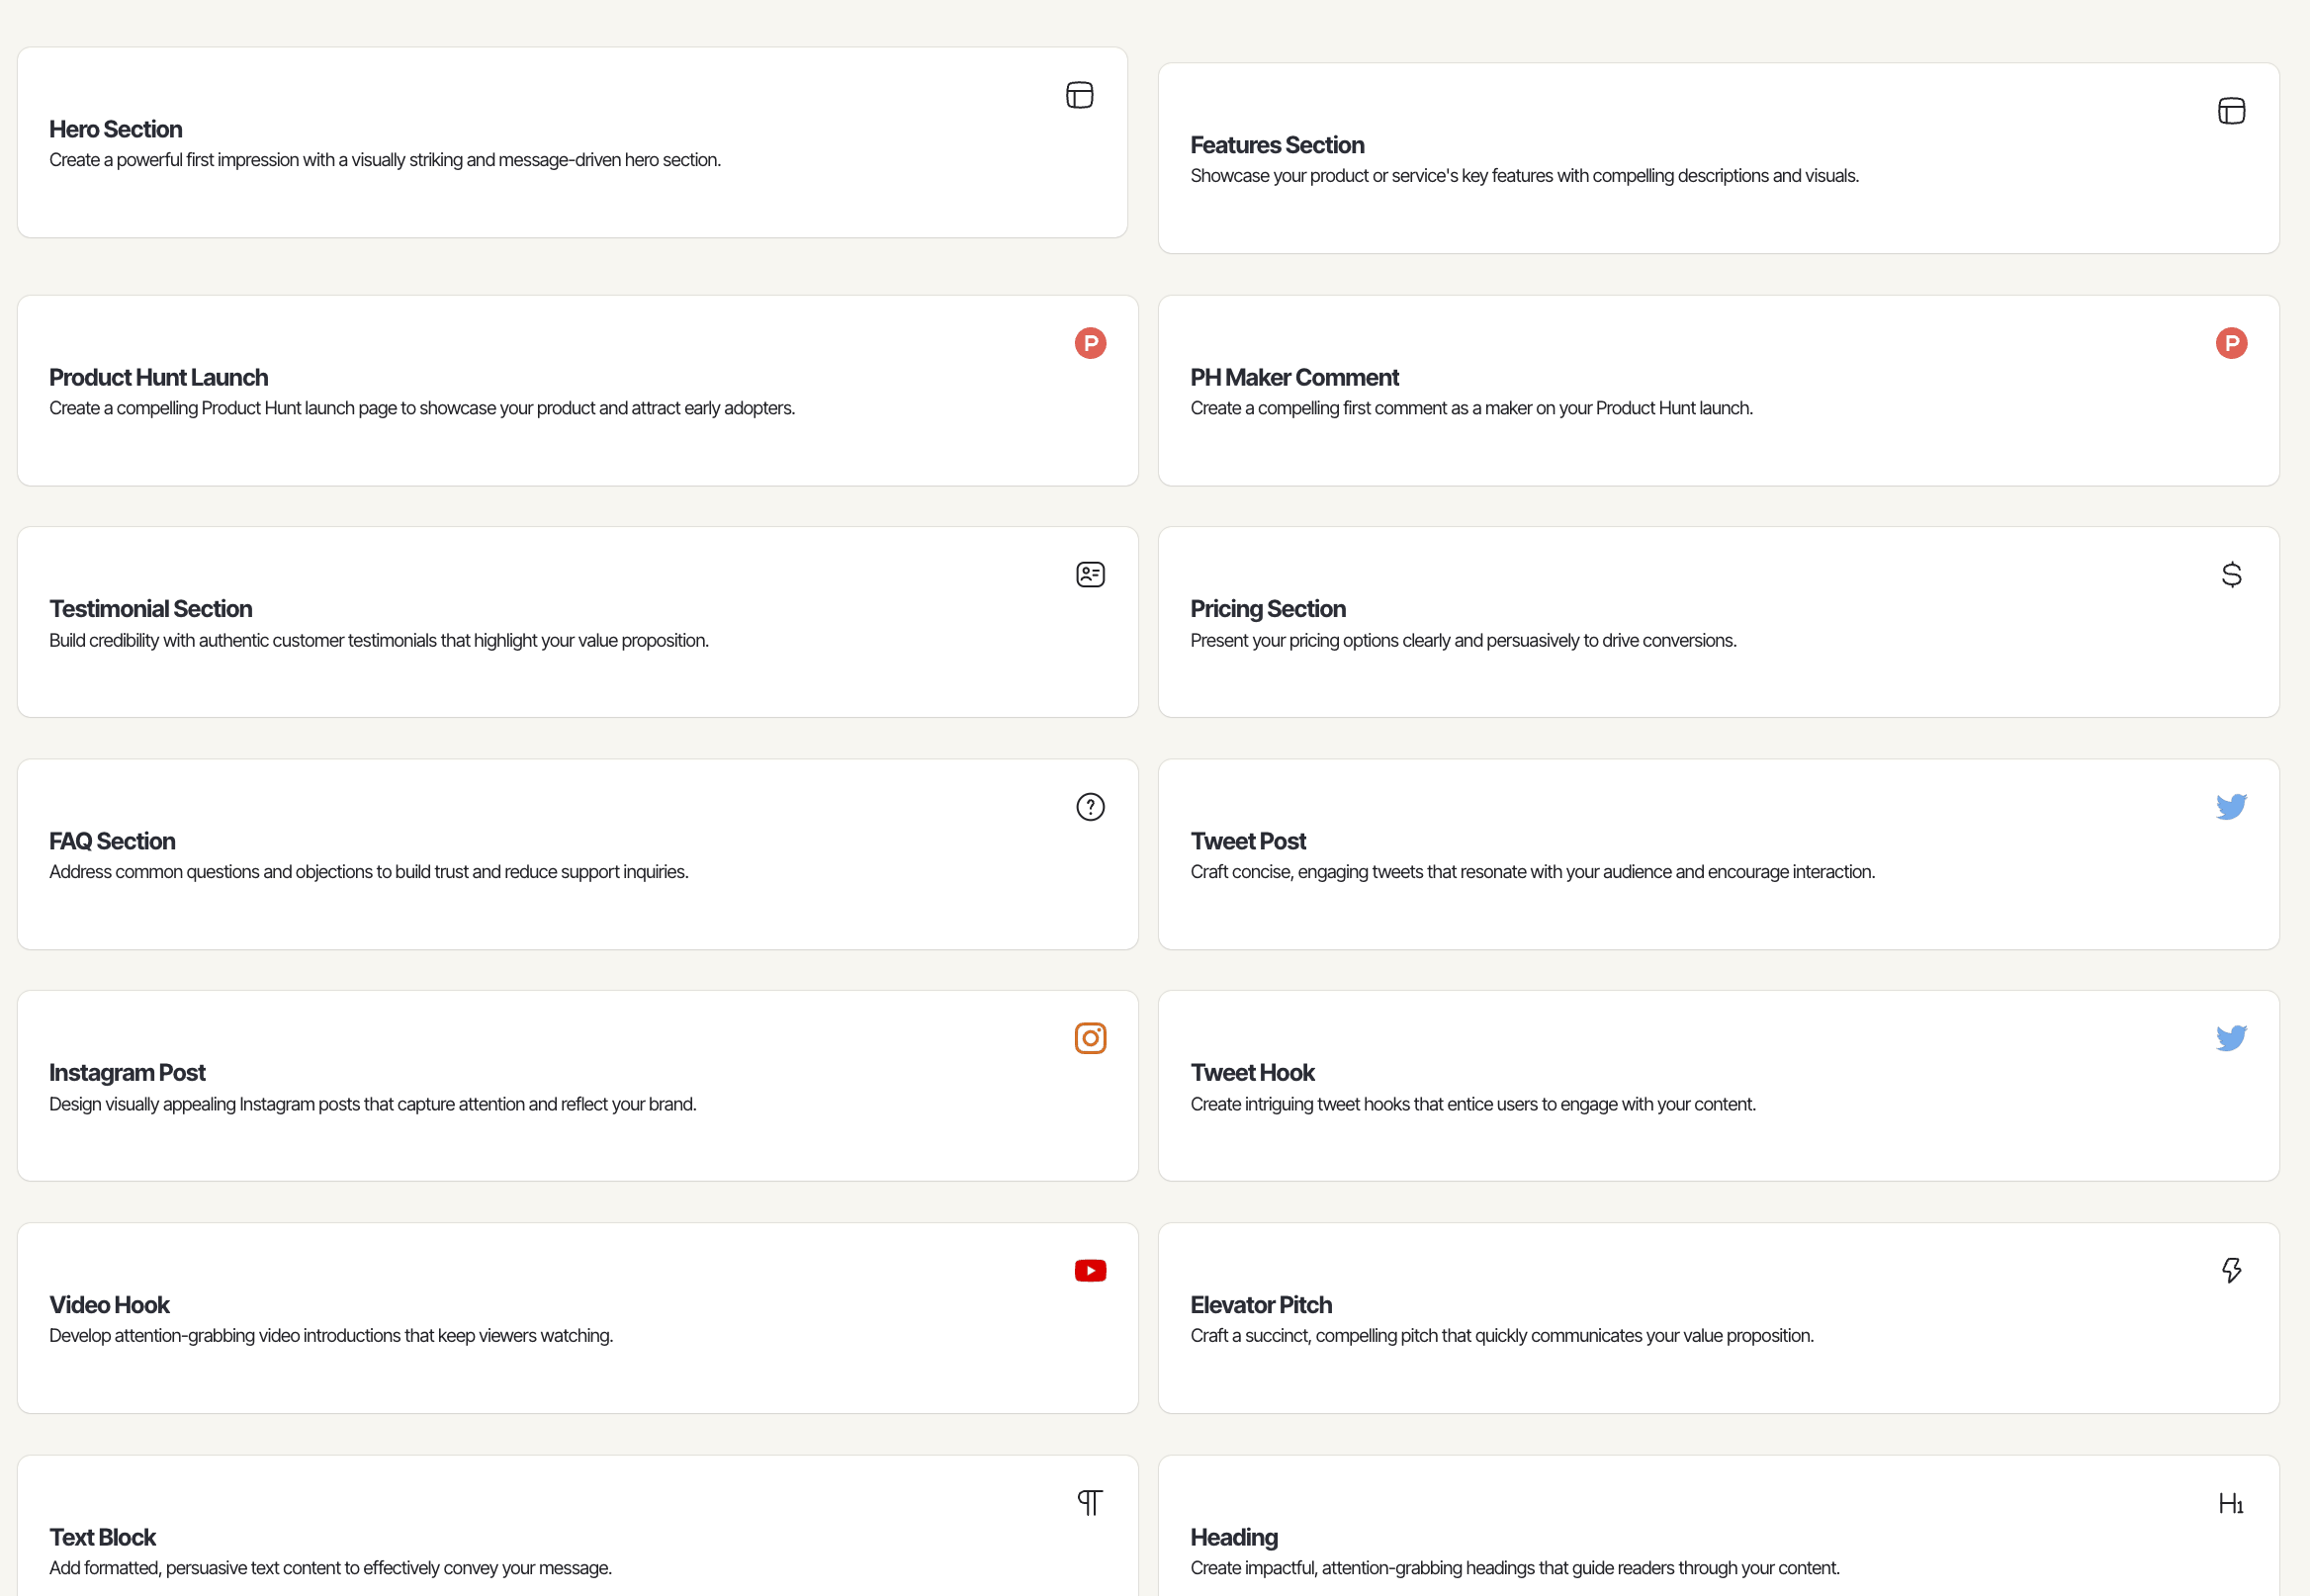 Hero Section
Create a powerful first impression with a visually striking and message-driven hero section.
Features Section
Showcase your product or service's key features with compelling descriptions and visuals.
P
Product Hunt Launch
Create a compelling Product Hunt launch page to showcase your product and attract early adopters.
P
PH Maker Comment
Create a compelling first comment as a maker on your Product Hunt launch.
Testimonial Section
Build credibility with authentic customer testimonials that highlight your value proposition.
$
Pricing Section
Present your pricing options clearly and persuasively to drive conversions.
?
FAQ Section
Address common questions and objections to build trust and reduce support inquiries.
Tweet Post
Craft concise, engaging tweets that resonate with your audience and encourage interaction.
Instagram Post
Design visually appealing Instagram posts that capture attention and reflect your brand.
Tweet Hook
Create intriguing tweet hooks that entice users to engage with your content.
Video Hook
Develop attention-grabbing video introductions that keep viewers watching.
Elevator Pitch
Craft a succinct, compelling pitch that quickly communicates your value proposition.
¶
Text Block
Add formatted, persuasive text content to effectively convey your message.
H1
Heading
Create impactful, attention-grabbing headings that guide readers through your content.